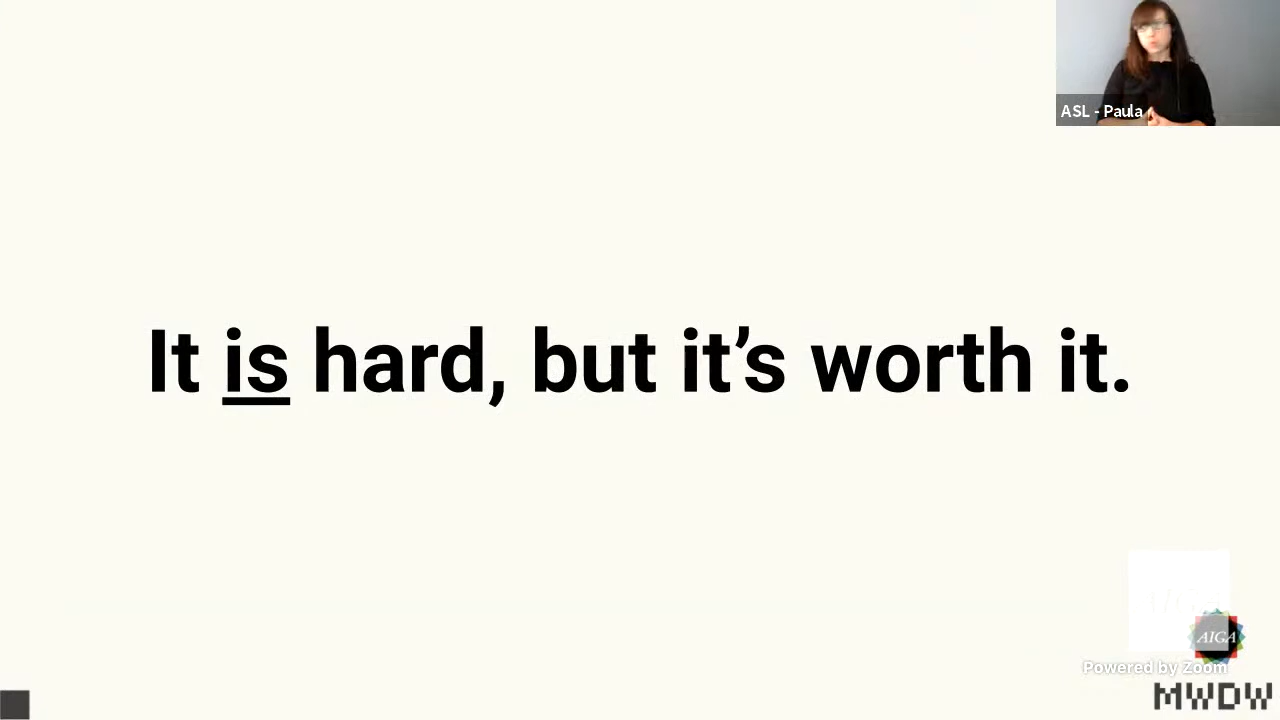 ASL - Paula
It is hard, but it’s worth it.
AIGA
Powered by Zoom
MWDW